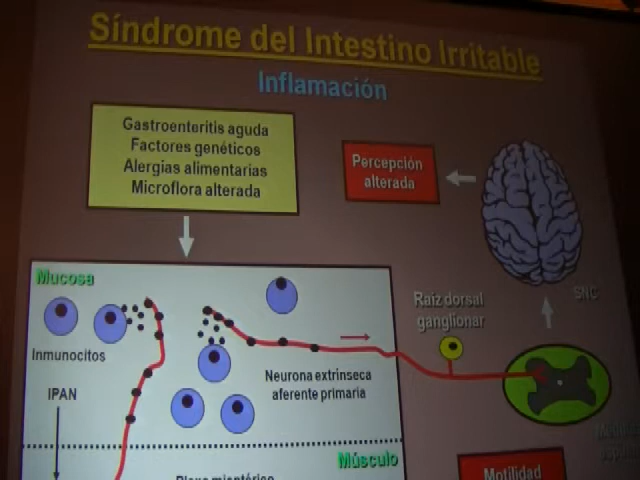 Síndrome del Intestino Irritable
Inflamación
Gastroenteritis aguda
Factores genéticos
Alergias alimentarias
Microflora alterada
Percepción
alterada
SNC
Mucosa
Raíz dorsal
ganglionar
Inmunocitos
Neurona extrinseca
aferente primaria
IPAN
Músculo
Motilidad